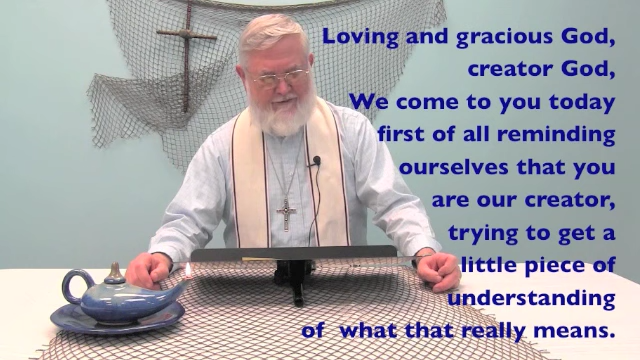 Loving and gracious God,
creator God,
We come to you today
first of all reminding
ourselves that you
are our creator,
trying to get a
little piece of
understanding
of what that really means.